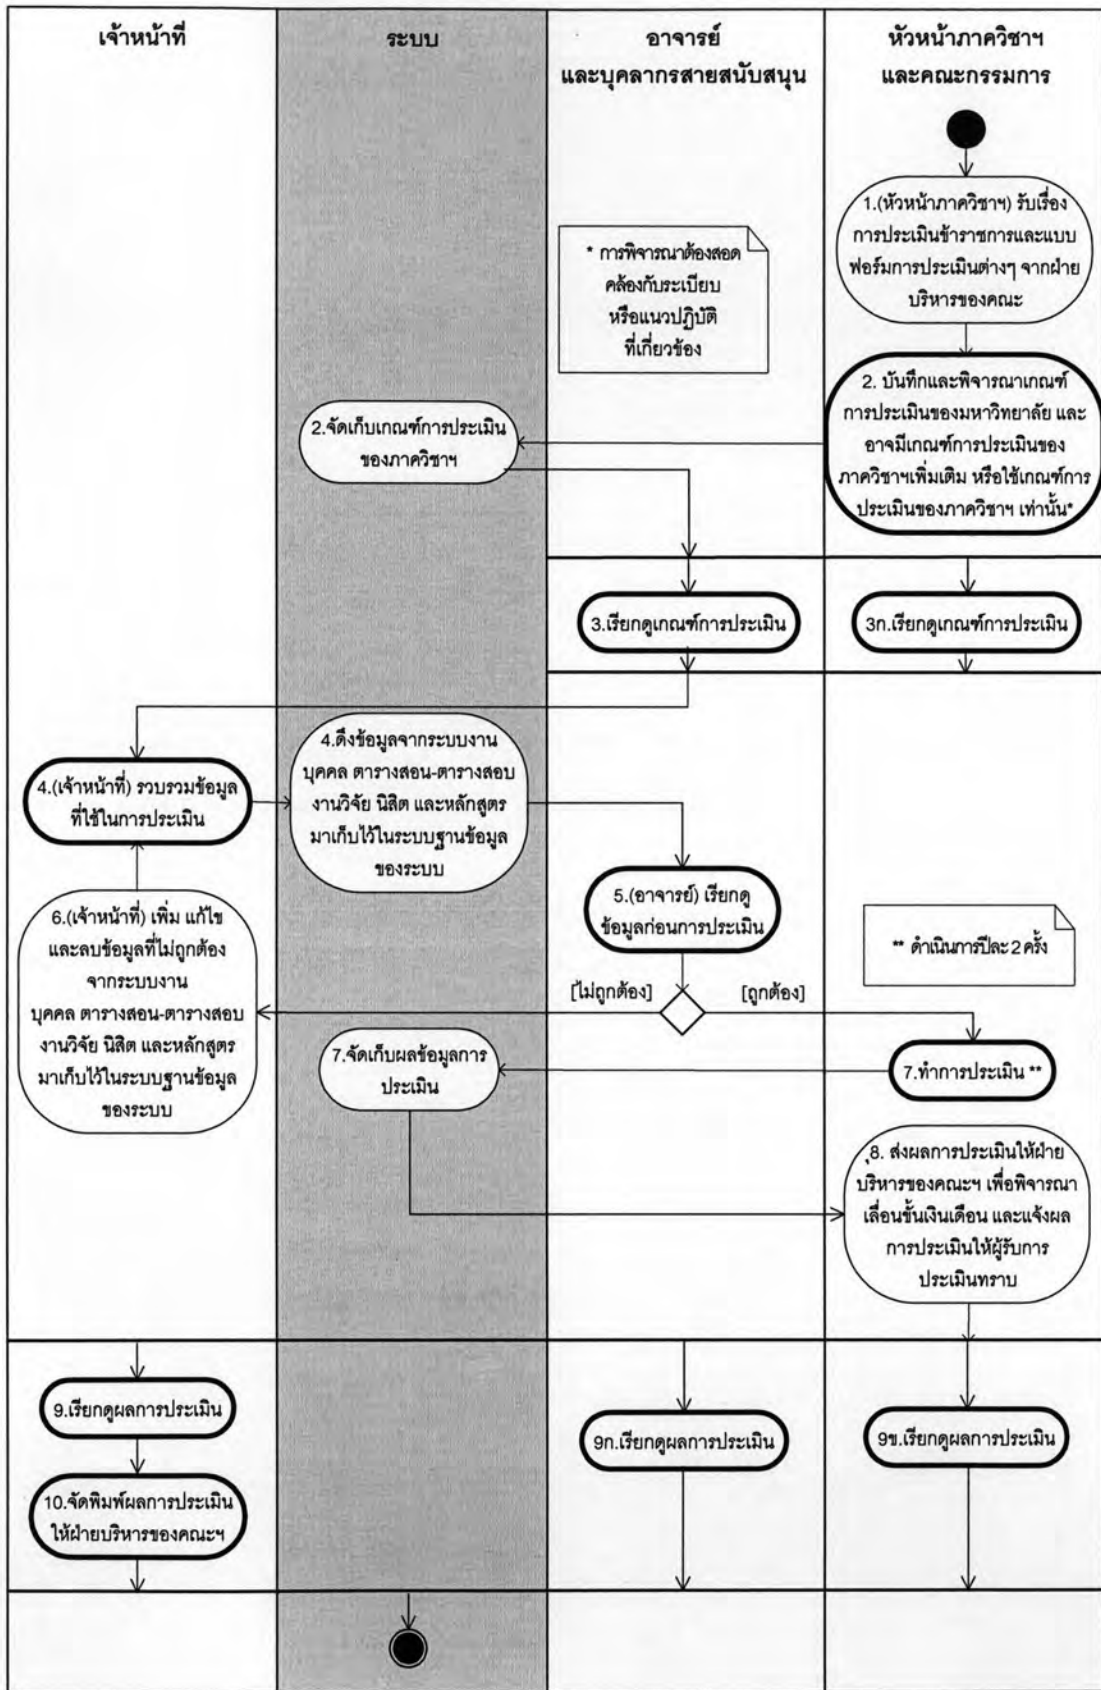 เจ้าหน้าที่
ระบบ
อาจารย์
และบุคลากรสายสนับสนุน
หัวหน้าภาควิชาฯ
และคณะกรรมการ
1.(หัวหน้าภาควิชาฯ) รับเรื่อง
การประเมินข้าราชการและแบบ
ฟอร์มการประเมินต่างๆ จากฝ่าย
บริหารของคณะ
* การพิจารณาต้องสอด
คล้องกับระเบียบ
หรือแนวปฏิบัติ
ที่เกี่ยวข้อง
2. บันทึกและพิจารณาเกณฑ์
การประเมินของมหาวิทยาลัย และ
อาจมีเกณฑ์การประเมินของ
ภาควิชาฯเพิ่มเติม หรือใช้เกณฑ์การ
ประเมินของภาควิชาฯ เท่านั้น*
2.จัดเก็บเกณฑ์การประเมิน
ของภาควิชาฯ
3.เรียกดูเกณฑ์การประเมิน
3ก.เรียกดูเกณฑ์การประเมิน
4.(เจ้าหน้าที่) รวบรวมข้อมูล
ที่ใช้ในการประเมิน
4.ดึงข้อมูลจากระบบงาน
บุคคล ตารางสอน-ตารางสอบ
งานวิจัย นิสิต และหลักสูตร
มาเก็บไว้ในระบบฐานข้อมูล
ของระบบ
5.(อาจารย์) เรียกดู
ข้อมูลก่อนการประเมิน
** ดำเนินการปีละ 2 ครั้ง
6.(เจ้าหน้าที่) เพิ่ม แก้ไข
และลบข้อมูลที่ไม่ถูกต้อง
จากระบบงาน
บุคคล ตารางสอน-ตารางสอบ
งานวิจัย นิสิต และหลักสูตร
มาเก็บไว้ในระบบฐานข้อมูล
ของระบบ
[ไม่ถูกต้อง]
[ถูกต้อง]
7.จัดเก็บผลข้อมูลการ
ประเมิน
7.ทำการประเมิน **
8. ส่งผลการประเมินให้ฝ่าย
บริหารของคณะฯ เพื่อพิจารณา
เลื่อนขั้นเงินเดือน และแจ้งผล
การประเมินให้ผู้รับการ
ประเมินทราบ
9.เรียกดูผลการประเมิน
9ก.เรียกดูผลการประเมิน
9ข.เรียกดูผลการประเมิน
10.จัดพิมพ์ผลการประเมิน
ให้ฝ่ายบริหารของคณะฯ